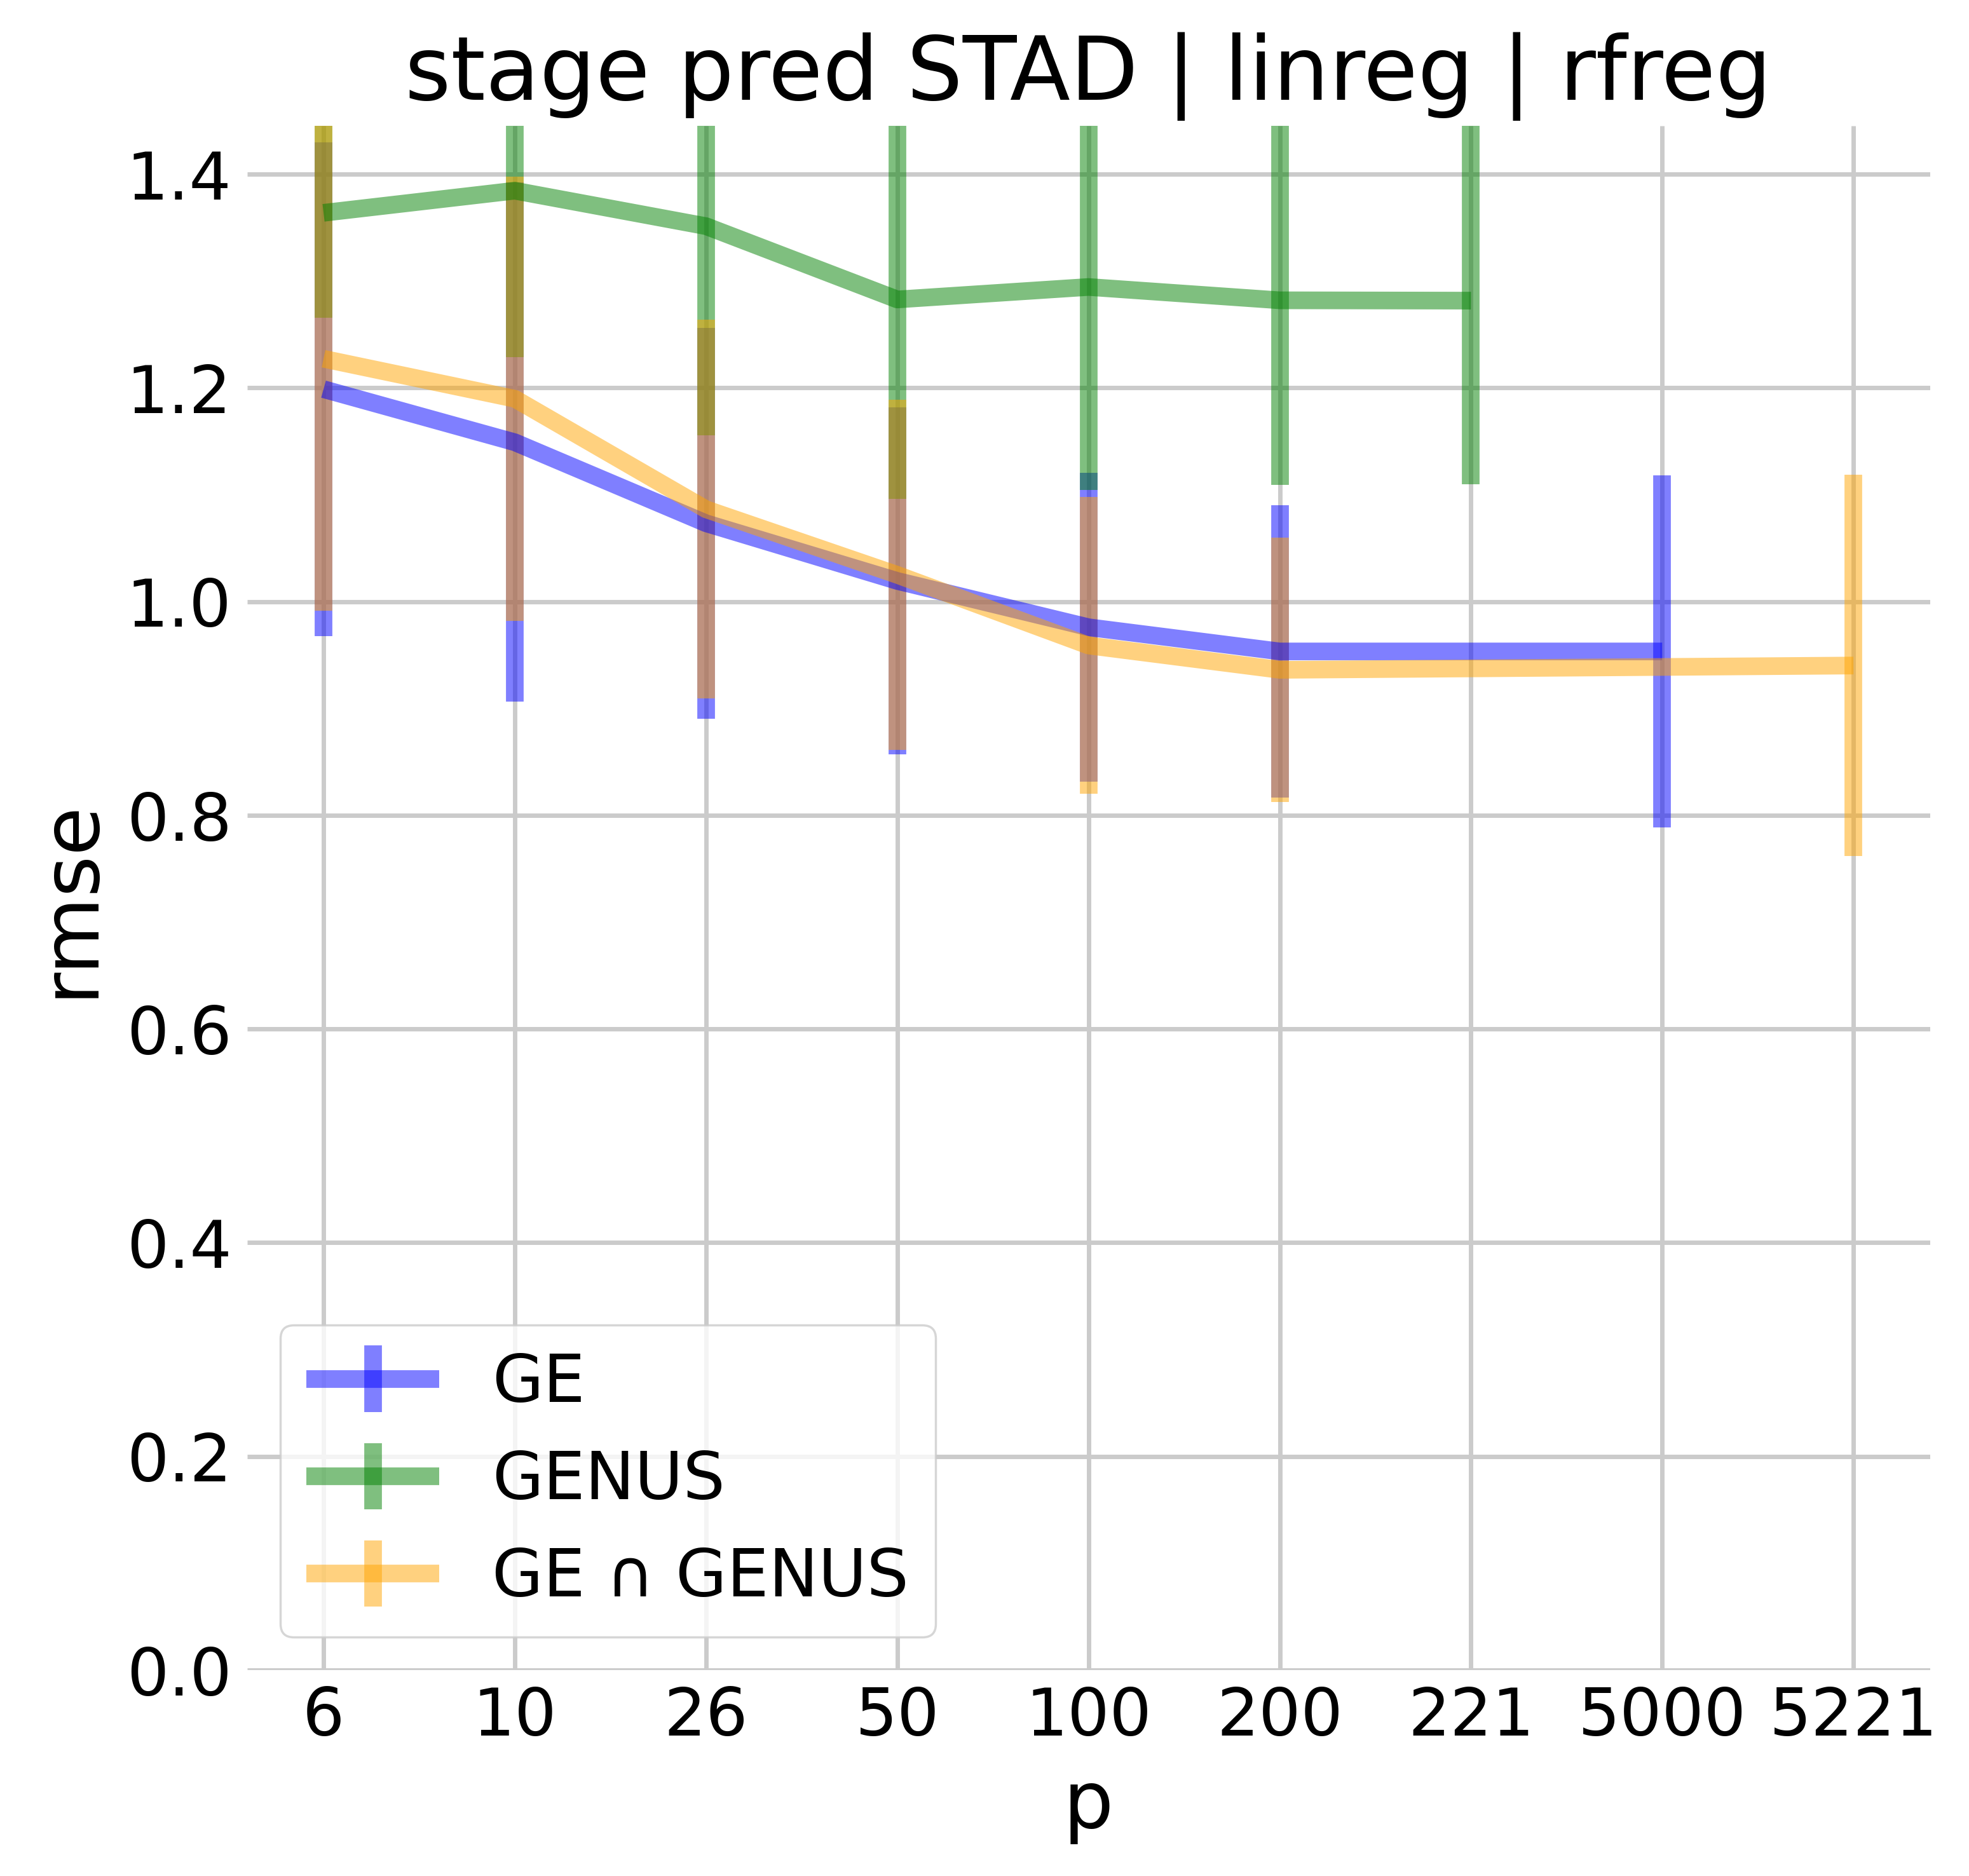 stage pred STAD | linreg | rfreg
1.4
1.2
1.0
0.8
0.6
0.4
0.2
0.0
rmse
GE
GENUS
GE ∩ GENUS
6 10 26 50 100 200 221 5000 5221
p